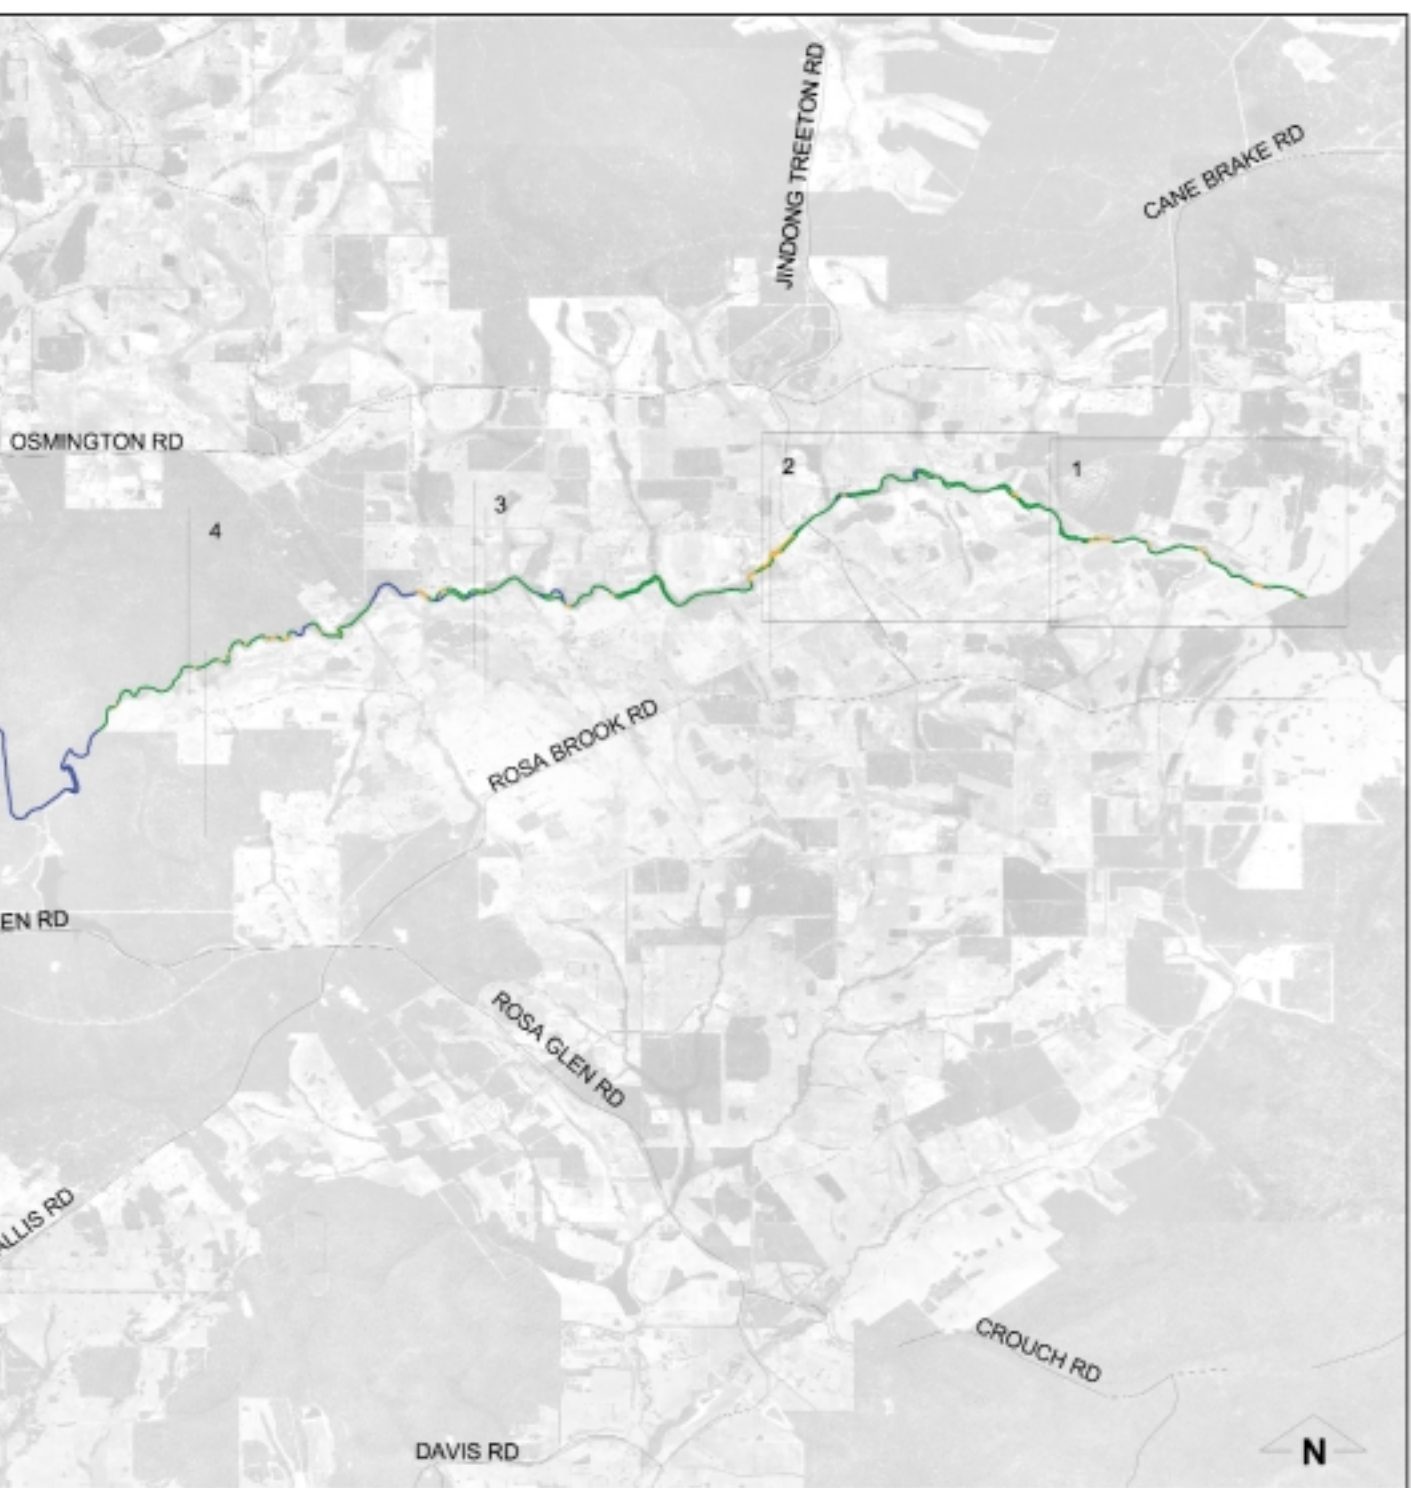 JINDONG TREETON RD
CANE BRAKE RD
OSMINGTON RD
2
1
3
4
ROSA BROOK RD
EN RD
ROSA GLEN RD
ALLIS RD
CROUCH RD
DAVIS RD
N